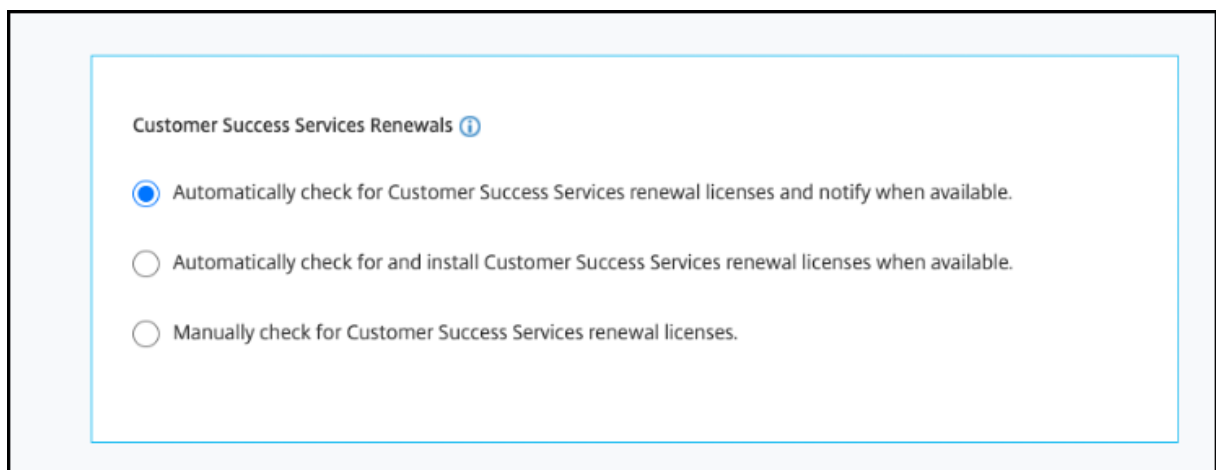 Customer Success Services Renewals
Automatically check for Customer Success Services renewal licenses and notify when available.
Automatically check for and install Customer Success Services renewal licenses when available.
Manually check for Customer Success Services renewal licenses.